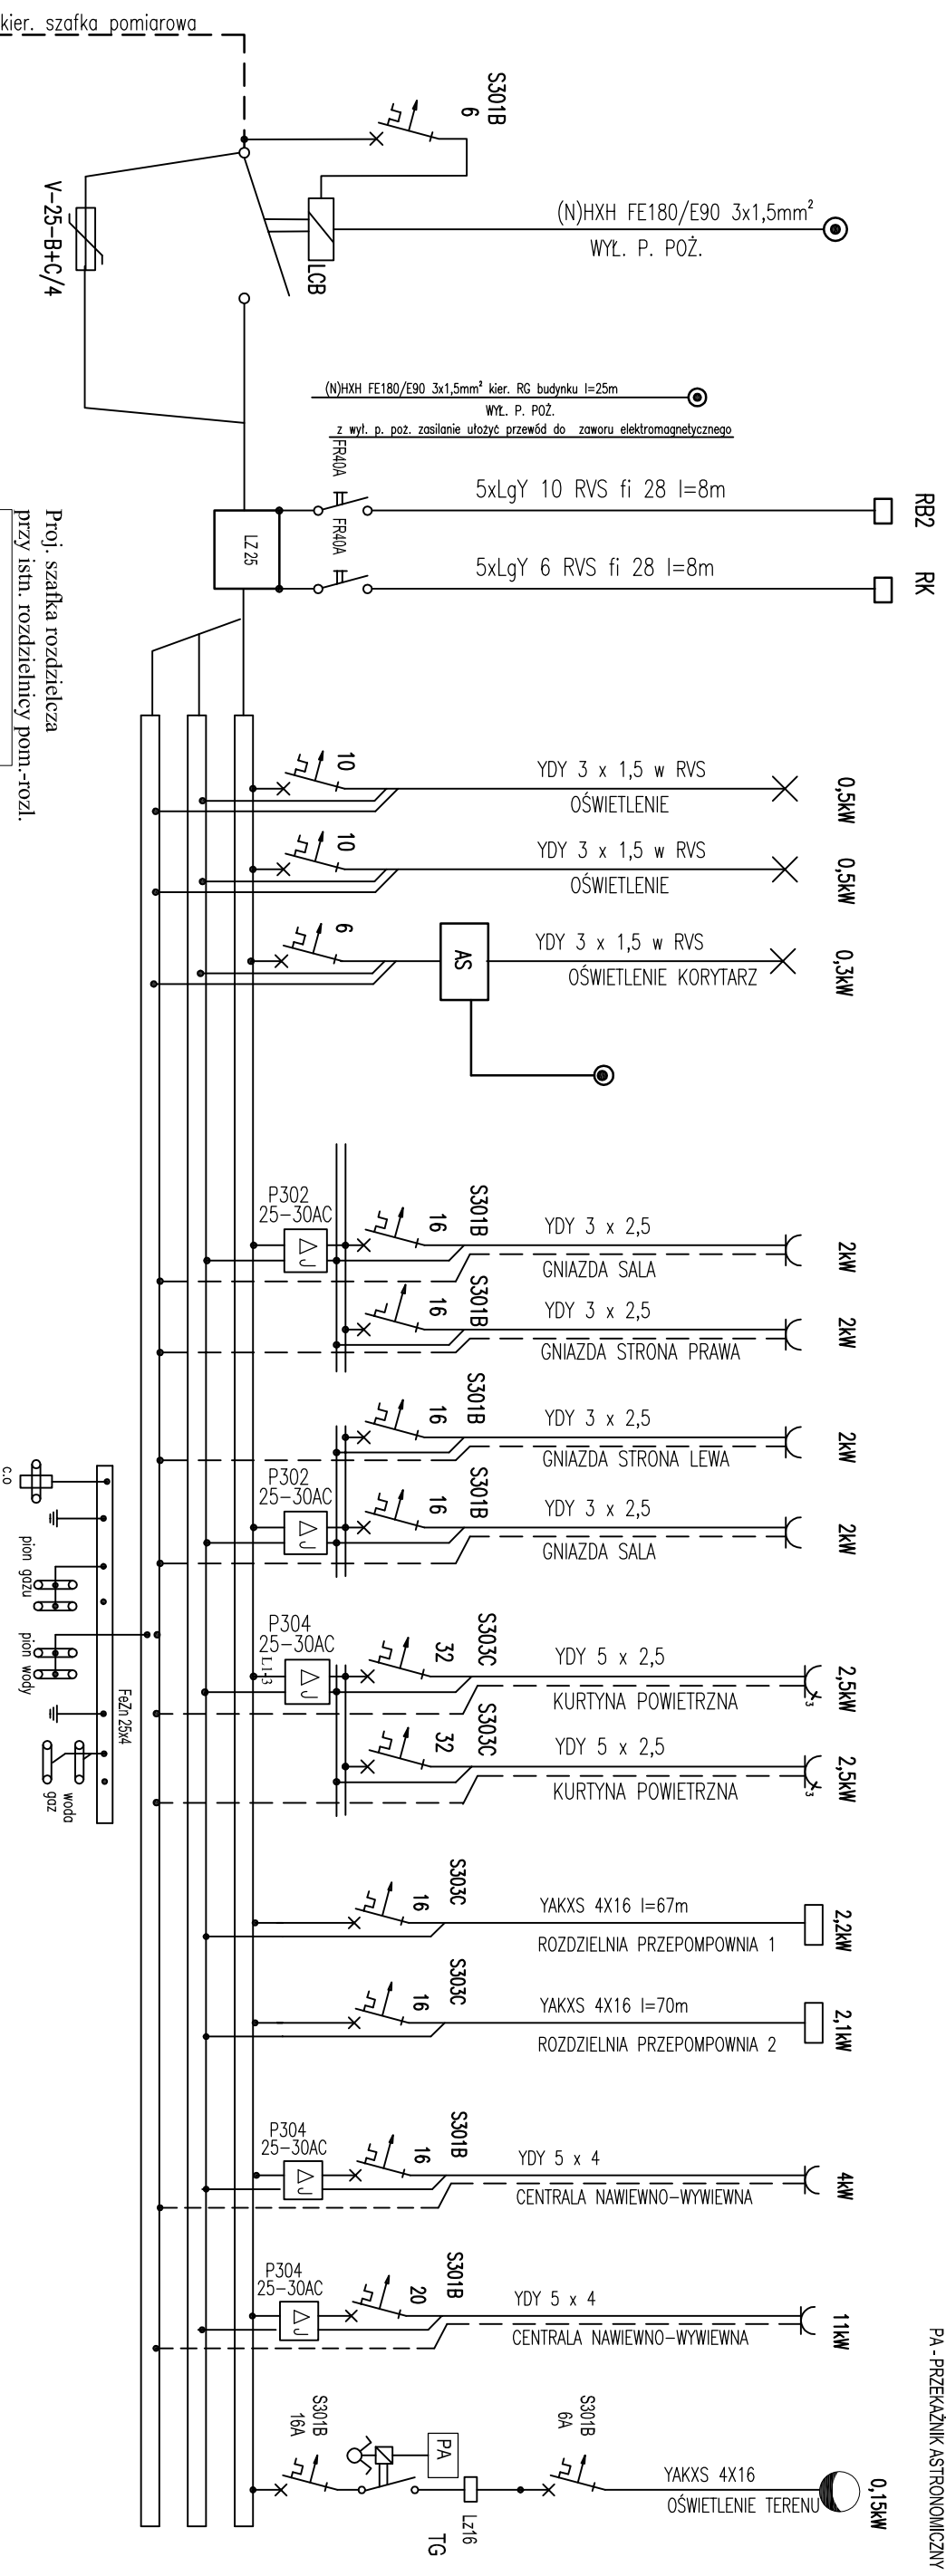 kier. szafka pomiarowa
S301B
6
(N)HXH FE180/E90 3x1,5mm²
WYŁ. P. POŻ.
LCB
V-25-B+C/4
(N)HXH FE180/E90 3x1,5mm² kier. RG budynku l=25m
WYŁ. P. POŻ.
z wył. p. poż. zasilanie ułożyć przewód do zaworu elektromagnetycznego
FR40A
5xLgY 10 RVS fi 28 l=8m
RB2
LZ 25
FR40A
5xLgY 6 RVS fi 28 l=8m
RK
Proj. szafka rozdzielcza
przy istn. rozdzielnicy pom.-rozl.
10
YDY 3 x 1,5 w RVS
OŚWIETLENIE
0,5kW
10
YDY 3 x 1,5 w RVS
OŚWIETLENIE
0,5kW
6
AS
YDY 3 x 1,5 w RVS
OŚWIETLENIE KORYTARZ
0,3kW
P302
25-30AC
S301B
16
YDY 3 x 2,5
GNIAZDA SALA
2kW
S301B
16
YDY 3 x 2,5
GNIAZDA STRONA PRAWA
2kW
S301B
16
YDY 3 x 2,5
GNIAZDA STRONA LEWA
2kW
P302
25-30AC
S301B
16
YDY 3 x 2,5
GNIAZDA SALA
2kW
c.o
pion gazu
pion wody
FeZn 25x4
woda
gaz
P304
25-30AC
L1-3
S303C
32
YDY 5 x 2,5
KURTYNA POWIETRZNA
3
2,5kW
S303C
32
YDY 5 x 2,5
KURTYNA POWIETRZNA
3
2,5kW
S303C
16
YAKXS 4X16 l=67m
ROZDZIELNIA PRZEPOMPOWNIA 1
2,2kW
S303C
16
YAKXS 4X16 l=70m
ROZDZIELNIA PRZEPOMPOWNIA 2
2,1kW
P304
25-30AC
S301B
16
YDY 5 x 4
CENTRALA NAWIEWNO-WYWIEWNA
4kW
P304
25-30AC
S301B
20
YDY 5 x 4
CENTRALA NAWIEWNO-WYWIEWNA
11kW
S301B
16A
PA
Lz16
TG
S301B
6A
YAKXS 4X16
OŚWIETLENIE TERENU
0,15kW
PA - PRZEKAŹNIK ASTRONOMICZNY